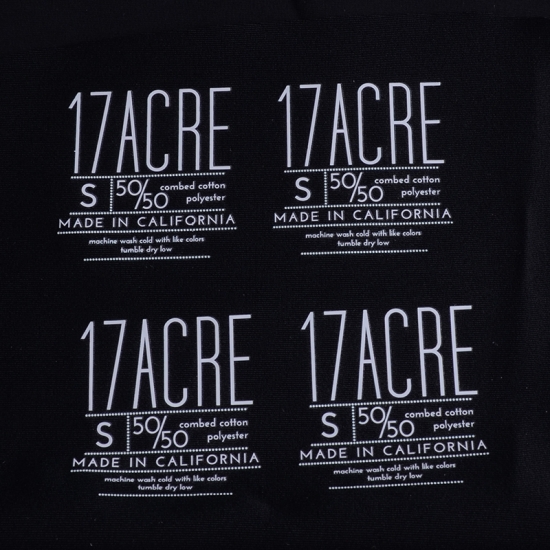 17ACRE
S 50/50 combed cotton
polyester
MADE IN CALIFORNIA
machine wash cold with like colors
tumble dry low
17ACRE
S 50/50 combed cotton
polyester
MADE IN CALIFORNIA
machine wash cold with like colors
tumble dry low
17ACRE
S 50/50 combed cotton
polyester
MADE IN CALIFORNIA
machine wash cold with like colors
tumble dry low
17ACRE
S 50/50 combed cotton
polyester
MADE IN CALIFORNIA
machine wash cold with like colors
tumble dry low